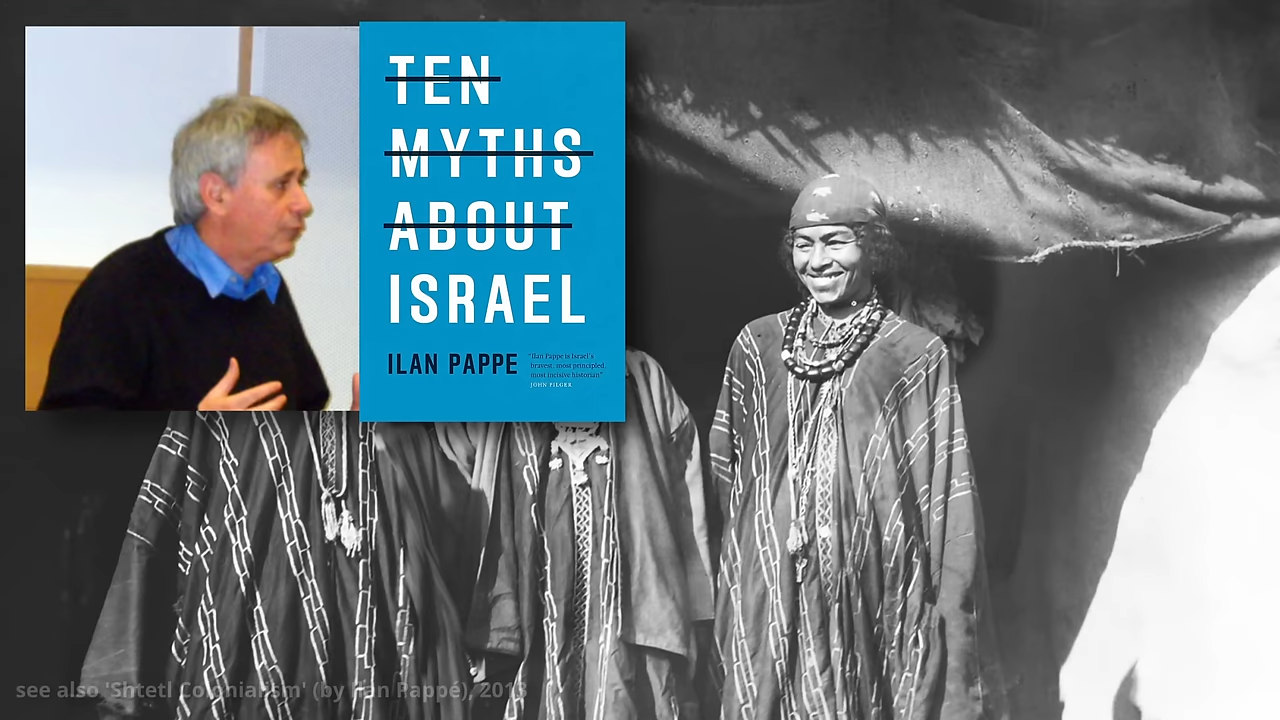 TEN
MYTHS
ABOUT
ISRAEL
ILAN PAPPE
"Ilan Pappe is Israel's
bravest, most principled,
most incisive historian"
JOHN PILGER
see also 'Shtetl Colonialism' (by Ilan Pappé), 2013